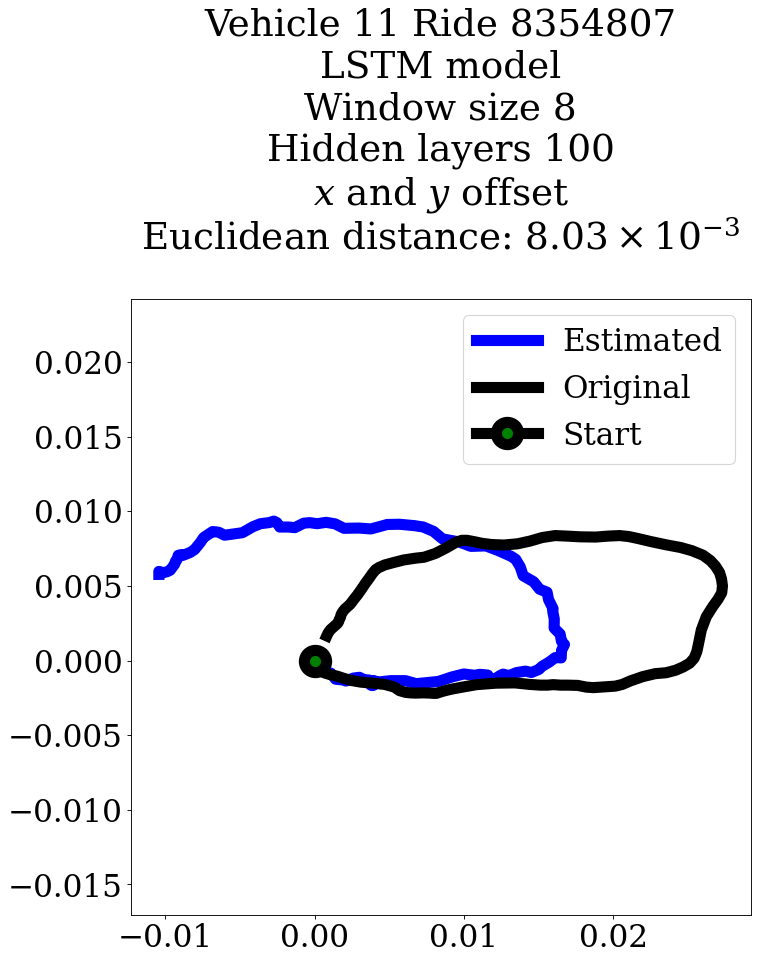 Vehicle 11 Ride 8354807
LSTM model
Window size 8
Hidden layers 100
x and y offset
Euclidean distance: 8.03 × 10⁻³
Estimated
Original
Start
0.020
0.015
0.010
0.005
0.000
−0.005
−0.010
−0.015
−0.01 0.00 0.01 0.02